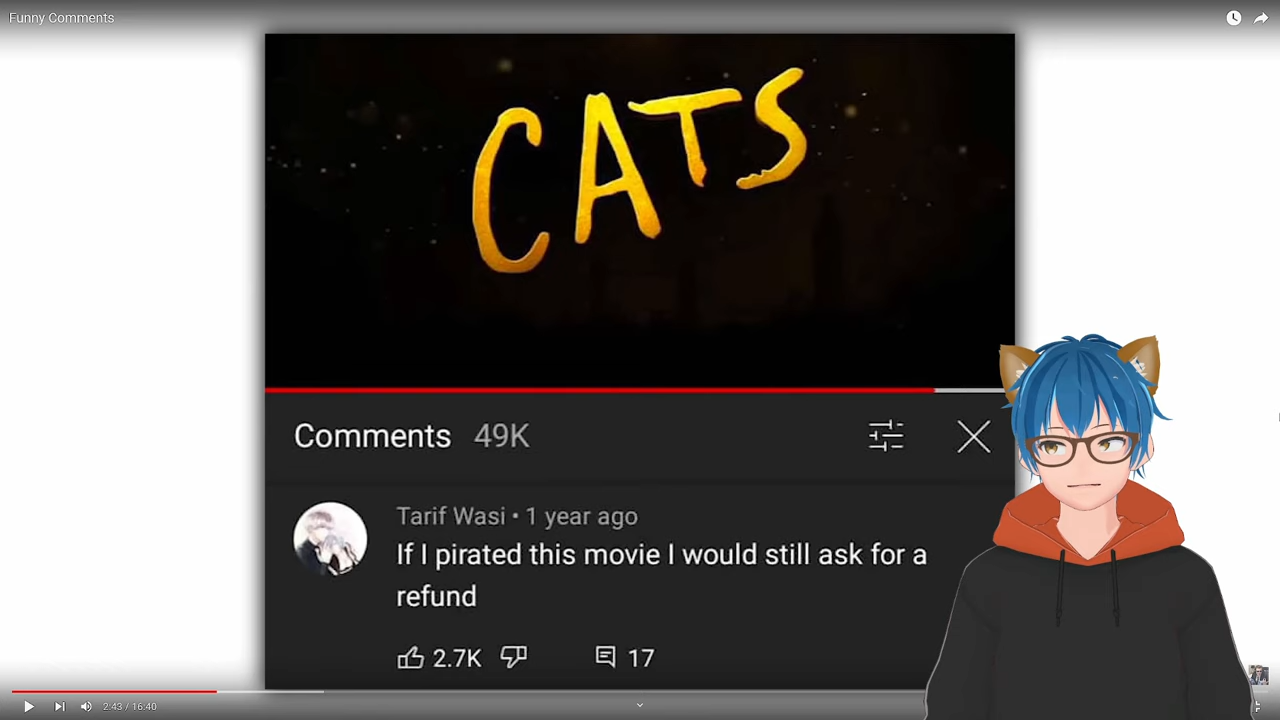 Funny Comments
CATS
Comments 49K
Tarif Wasi • 1 year ago
If I pirated this movie I would still ask for a
refund
2.7K 17
2:43 / 16:40